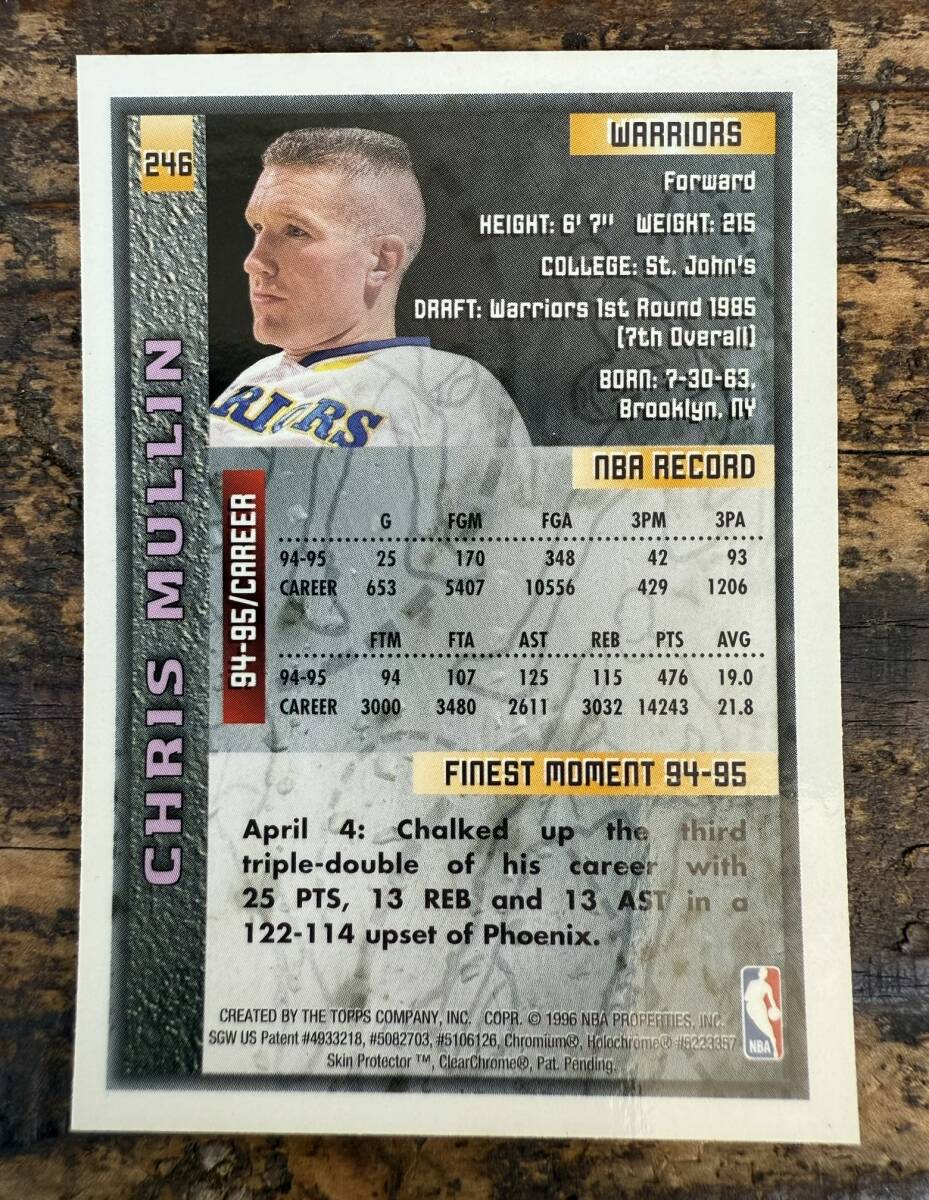 246
CHRIS MULLIN
WARRIORS
Forward
HEIGHT: 6' 7" WEIGHT: 215
COLLEGE: St. John's
DRAFT: Warriors 1st Round 1985
(7th Overall)
BORN: 7-30-63,
Brooklyn, NY
RIORS
NBA RECORD
94-95/CAREER
G FGM FGA 3PM 3PA
94-95 25 170 348 42 93
CAREER 653 5407 10556 429 1206
FTM FTA AST REB PTS AVG
94-95 94 107 125 115 476 19.0
CAREER 3000 3480 2611 3032 14243 21.8
FINEST MOMENT 94-95
April 4: Chalked up the third
triple-double of his career with
25 PTS, 13 REB and 13 AST in a
122-114 upset of Phoenix.
CREATED BY THE TOPPS COMPANY, INC. COPR. © 1996 NBA PROPERTIES, INC.
SGW US Patent #4933218, #5082703, #5106126, Chromium®, Holochrome® #5223357
Skin Protector ™, ClearChrome®, Pat. Pending.
NBA